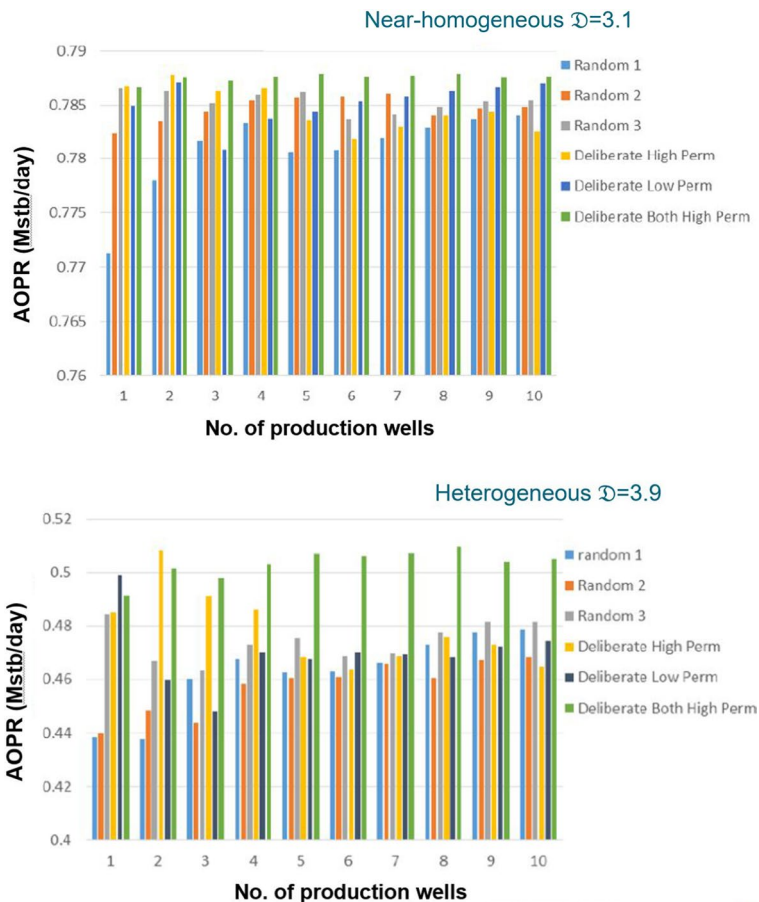 Near-homogeneous 𝔇=3.1
0.79
0.785
0.78
0.775
0.77
0.765
0.76
AOPR (Mstb/day)
1 2 3 4 5 6 7 8 9 10
No. of production wells
Random 1
Random 2
Random 3
Deliberate High Perm
Deliberate Low Perm
Deliberate Both High Perm
Heterogeneous 𝔇=3.9
0.52
0.5
0.48
0.46
0.44
0.42
0.4
AOPR (Mstb/day)
1 2 3 4 5 6 7 8 9 10
No. of production wells
random 1
Random 2
Random 3
Deliberate High Perm
Deliberate Low Perm
Deliberate Both High Perm